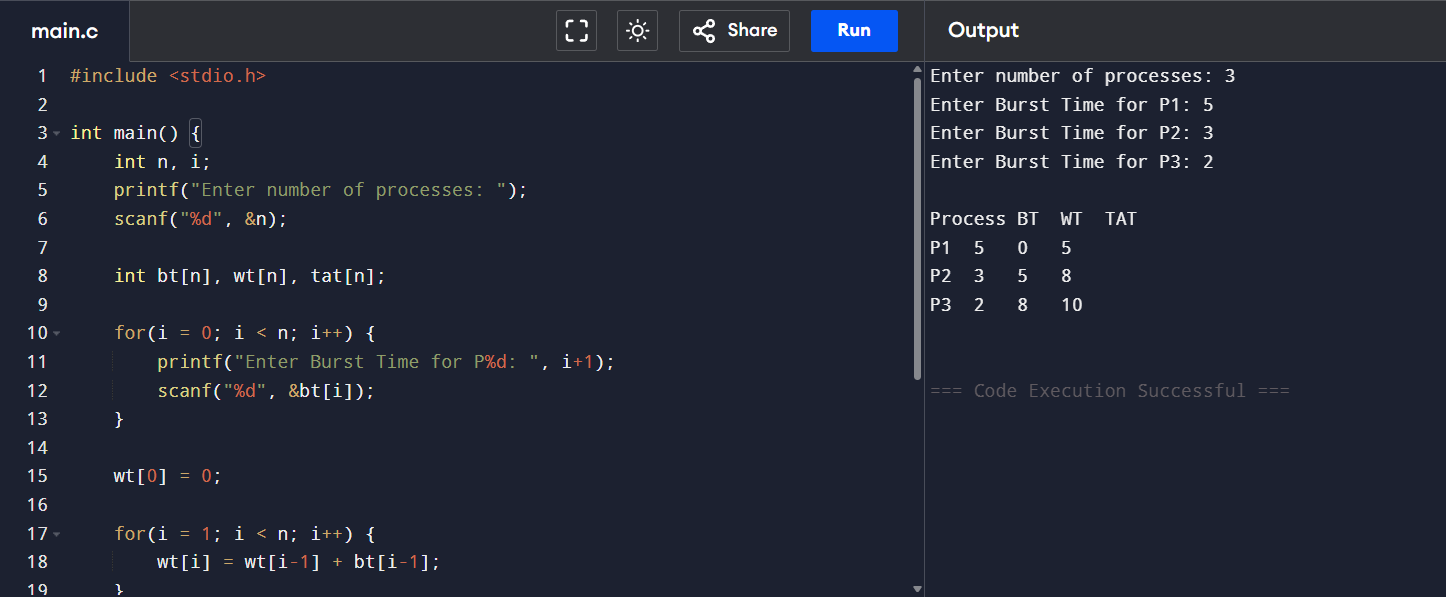 main.c
Share
Run
Output
1 #include <stdio.h>
2
3 int main() {
4     int n, i;
5     printf("Enter number of processes: ");
6     scanf("%d", &n);
7
8     int bt[n], wt[n], tat[n];
9
10     for(i = 0; i < n; i++) {
11         printf("Enter Burst Time for P%d: ", i+1);
12         scanf("%d", &bt[i]);
13     }
14
15     wt[0] = 0;
16
17     for(i = 1; i < n; i++) {
18         wt[i] = wt[i-1] + bt[i-1];
19     }
Enter number of processes: 3
Enter Burst Time for P1: 5
Enter Burst Time for P2: 3
Enter Burst Time for P3: 2
Process BT  WT  TAT
P1  5   0   5
P2  3   5   8
P3  2   8   10
=== Code Execution Successful ===